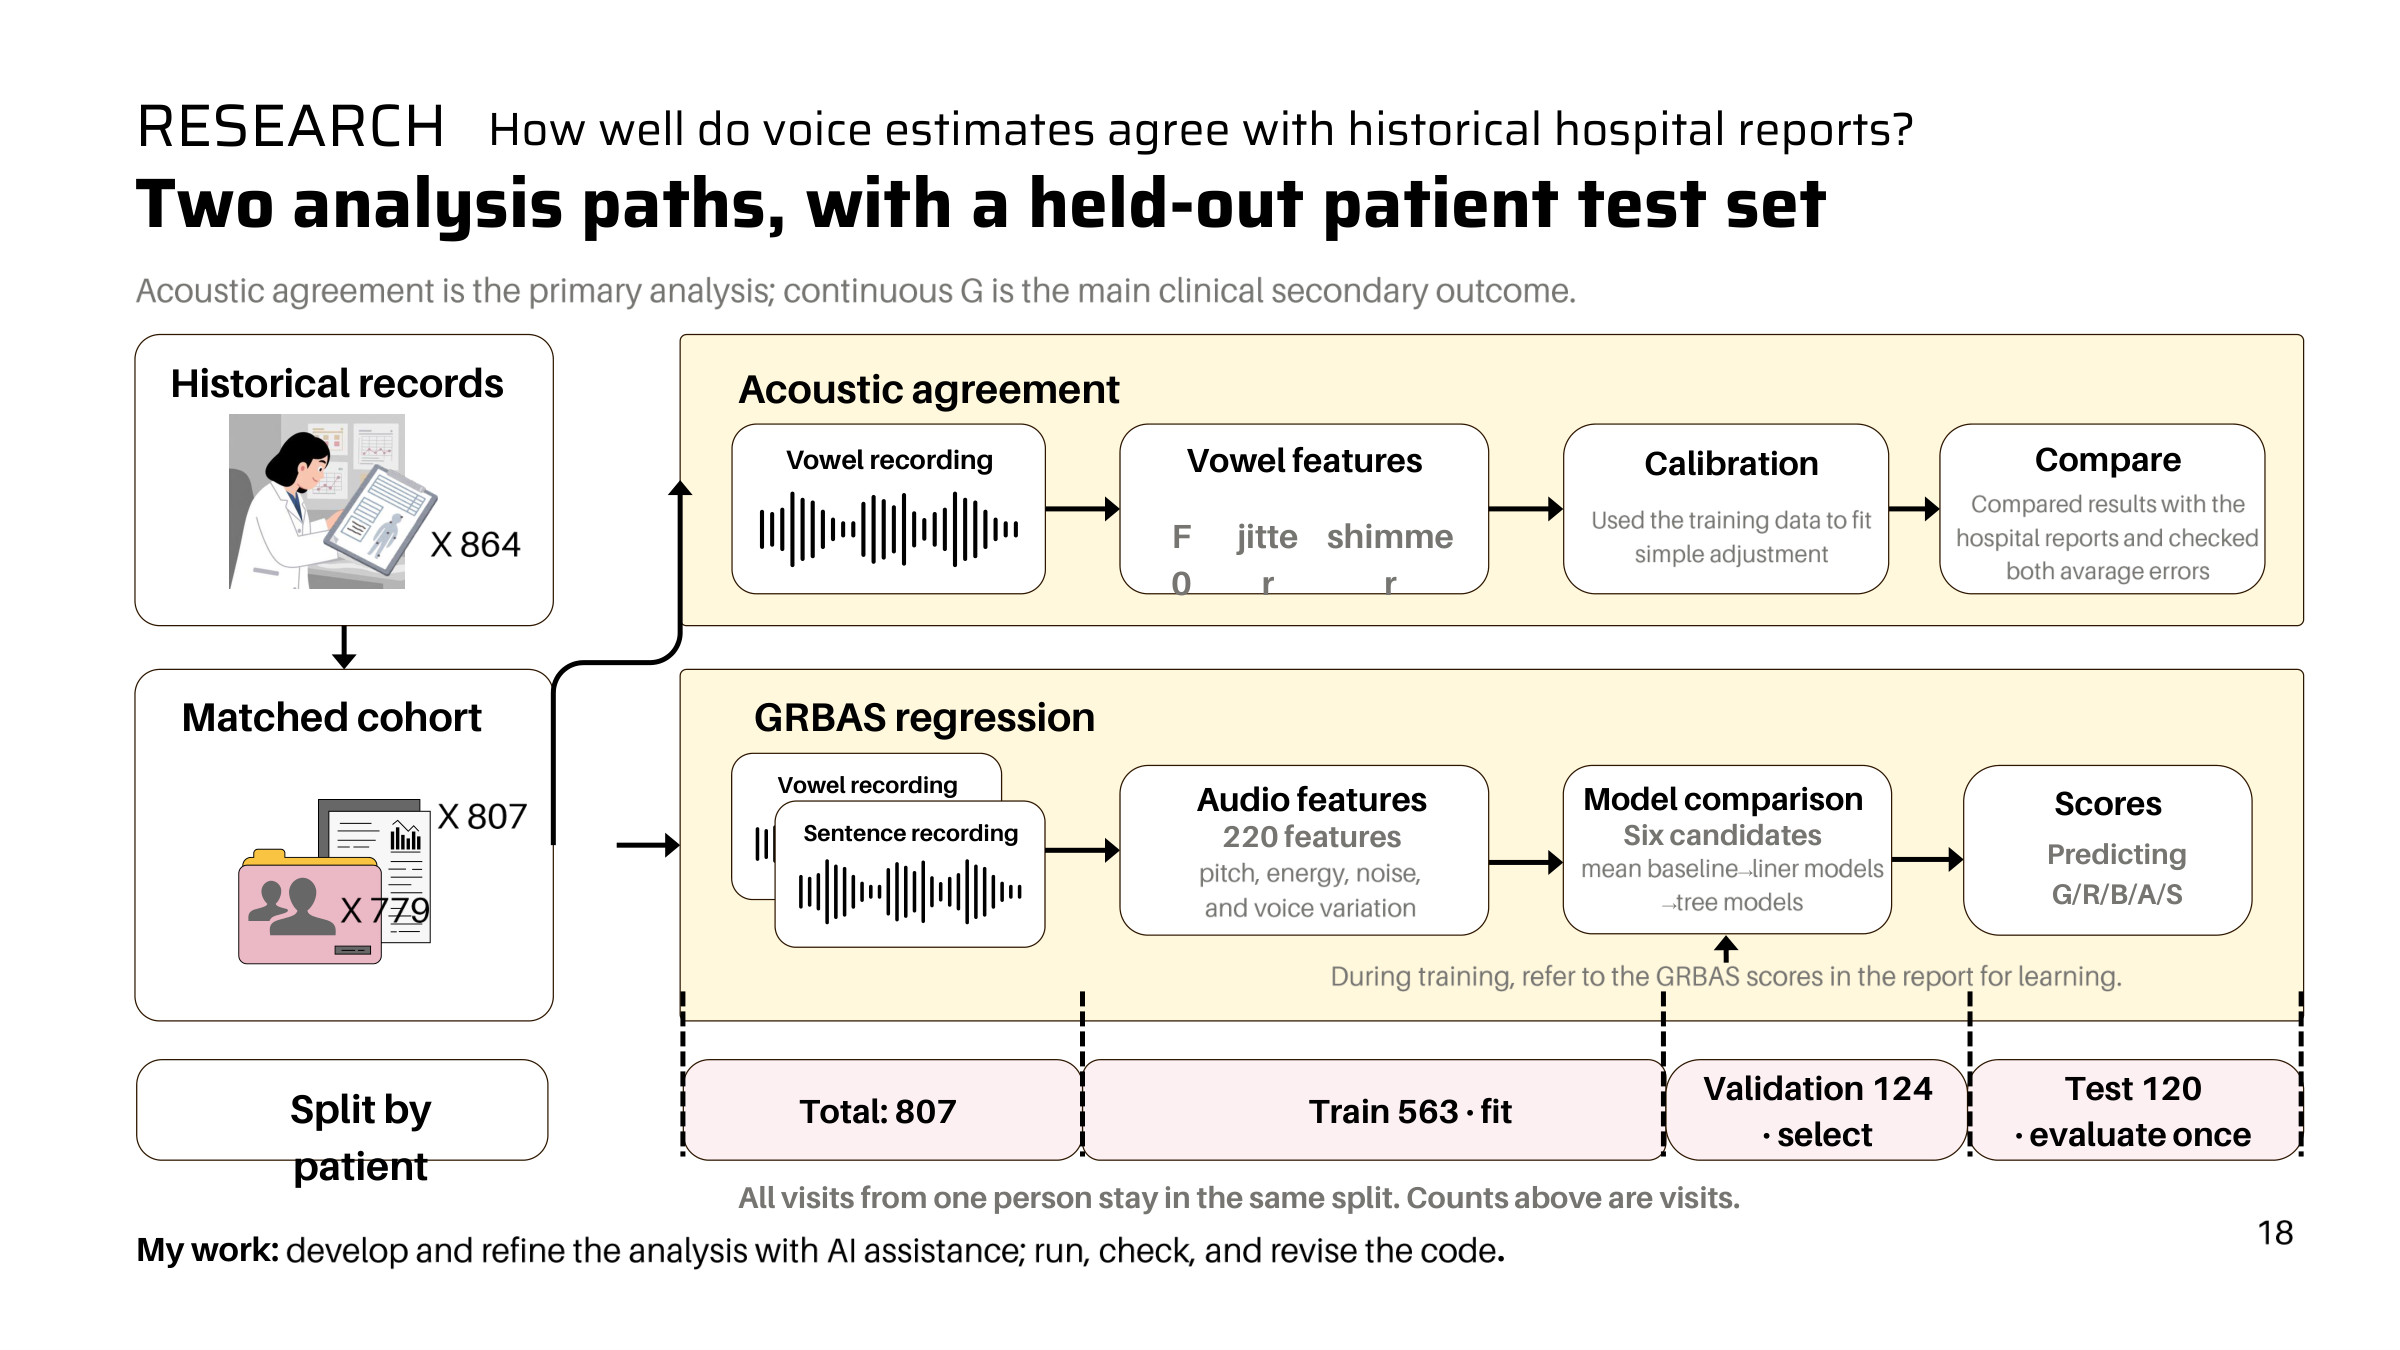 RESEARCH How well do voice estimates agree with historical hospital reports?
Two analysis paths, with a held-out patient test set
Acoustic agreement is the primary analysis; continuous G is the main clinical secondary outcome.
Historical records
X 864
Matched cohort
X 807
X 779
Split by
patient
Acoustic agreement
Vowel recording
Vowel features
F jitte shimme
0 r r
Calibration
Used the training data to fit
simple adjustment
Compare
Compared results with the
hospital reports and checked
both avarage errors
GRBAS regression
Vowel recording
Sentence recording
Audio features
220 features
pitch, energy, noise,
and voice variation
Model comparison
Six candidates
mean baseline→liner models
→tree models
Scores
Predicting
G/R/B/A/S
During training, refer to the GRBAS scores in the report for learning.
Total: 807
Train 563 · fit
Validation 124
· select
Test 120
· evaluate once
All visits from one person stay in the same split. Counts above are visits.
My work: develop and refine the analysis with AI assistance; run, check, and revise the code.
18